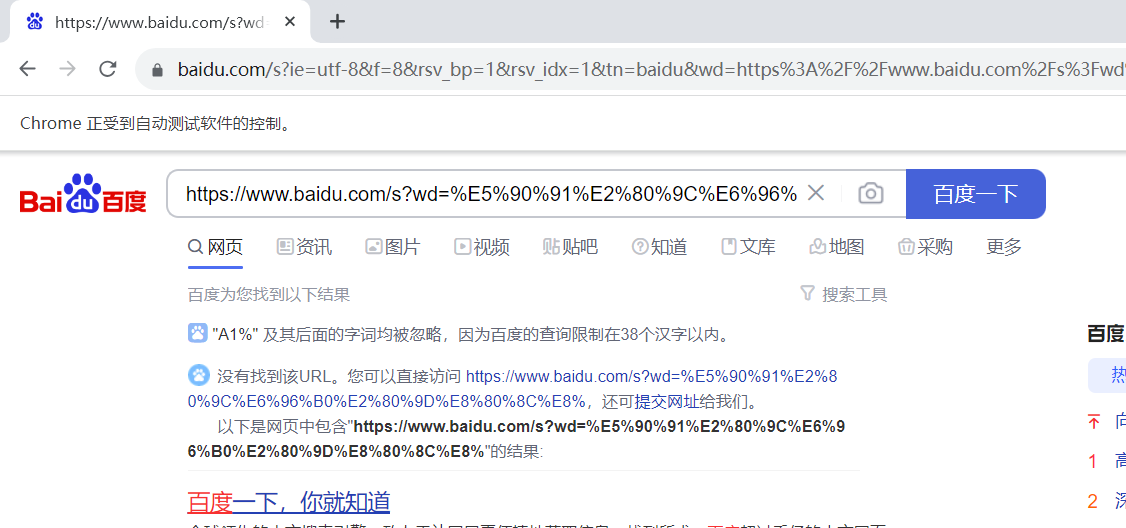 https://www.baidu.com/s?wd=
baidu.com/s?ie=utf-8&f=8&rsv_bp=1&rsv_idx=1&tn=baidu&wd=https%3A%2F%2Fwww.baidu.com%2Fs%3Fwd%
Chrome 正受到自动测试软件的控制。
Bai du 百度
https://www.baidu.com/s?wd=%E5%90%91%E2%80%9C%E6%96%
百度一下
网页 资讯 图片 视频 贴 贴吧 知道 文库 地图 采购 更多
百度为您找到以下结果 搜索工具
"A1%" 及其后面的字词均被忽略，因为百度的查询限制在38个汉字以内。
百度
热
没有找到该URL。您可以直接访问 https://www.baidu.com/s?wd=%E5%90%91%E2%8
0%9C%E6%96%B0%E2%80%9D%E8%80%8C%E8%，还可提交网址给我们。
以下是网页中包含"https://www.baidu.com/s?wd=%E5%90%91%E2%80%9C%E6%9
6%B0%E2%80%9D%E8%80%8C%E8%"的结果:
向
1 高
2 深
百度一下，你就知道